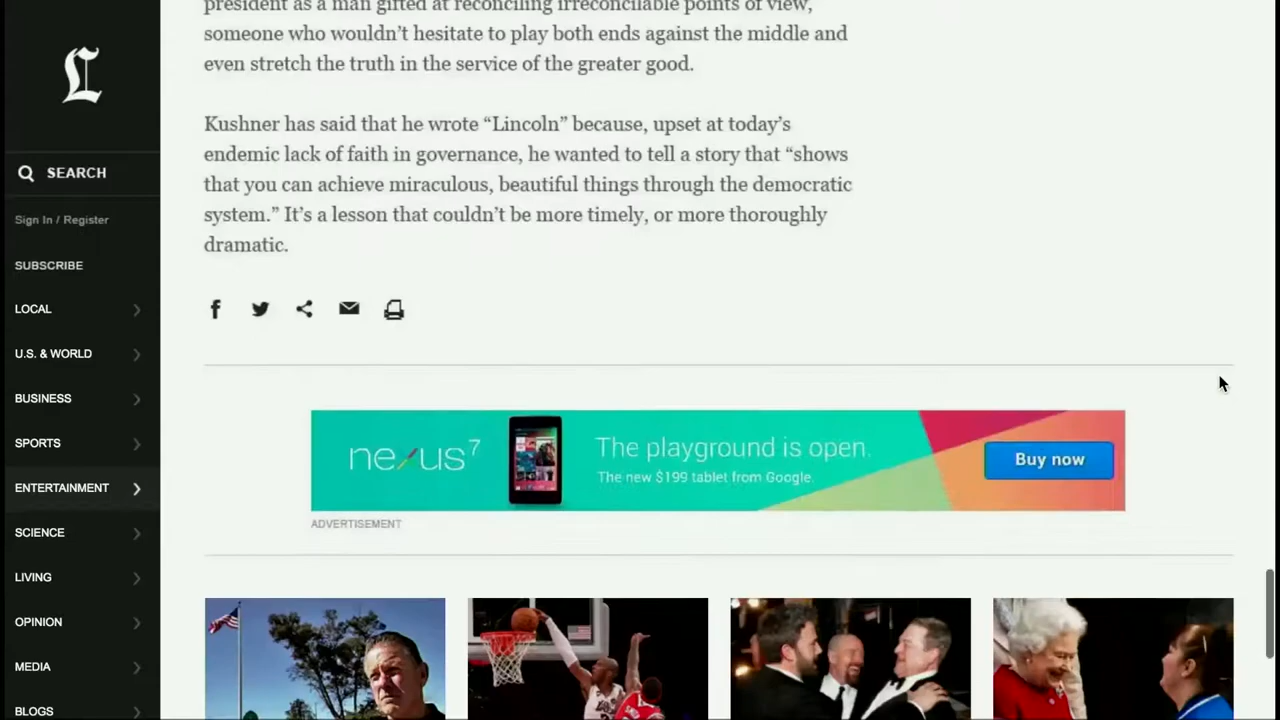 L
SEARCH
Sign In / Register
SUBSCRIBE
LOCAL
U.S. & WORLD
BUSINESS
SPORTS
ENTERTAINMENT
SCIENCE
LIVING
OPINION
MEDIA
BLOGS
president as a man gifted at reconciling irreconcilable points of view,
someone who wouldn’t hesitate to play both ends against the middle and
even stretch the truth in the service of the greater good.
Kushner has said that he wrote “Lincoln” because, upset at today’s
endemic lack of faith in governance, he wanted to tell a story that “shows
that you can achieve miraculous, beautiful things through the democratic
system.” It’s a lesson that couldn’t be more timely, or more thoroughly
dramatic.
nexus 7
The playground is open.
The new $199 tablet from Google.
Buy now
ADVERTISEMENT